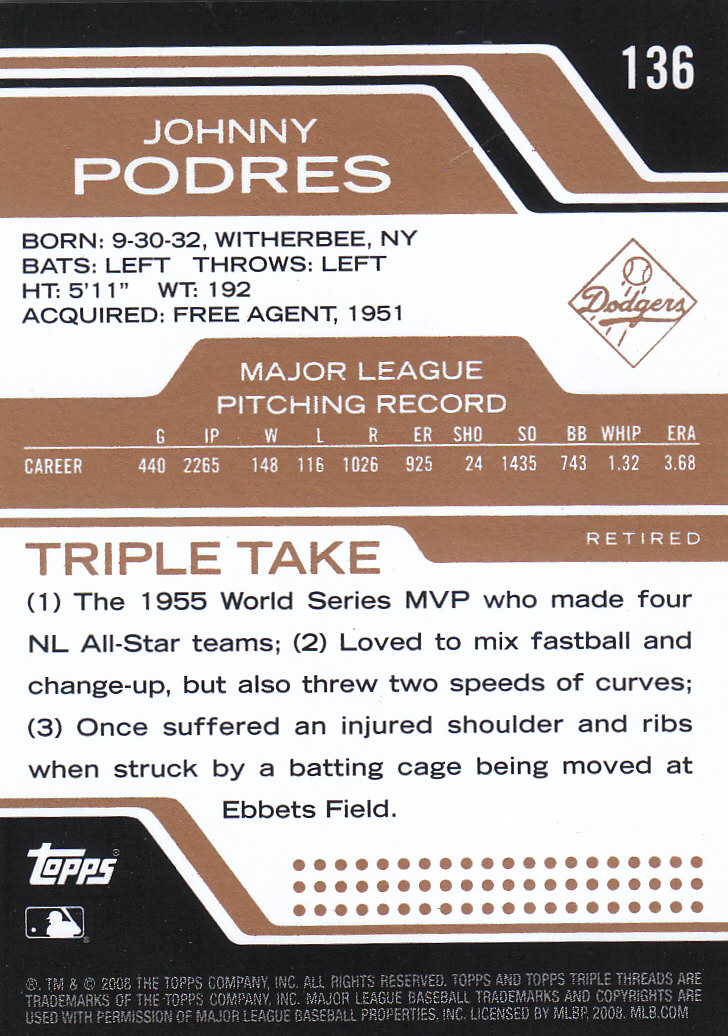 136
JOHNNY
PODRES
BORN: 9-30-32, WITHERBEE, NY
BATS: LEFT THROWS: LEFT
HT: 5'11" WT: 192
ACQUIRED: FREE AGENT, 1951
Dodgers
MAJOR LEAGUE
PITCHING RECORD
G IP W L R ER SHO SO BB WHIP ERA
CAREER 440 2265 148 116 1026 925 24 1435 743 1.32 3.68
RETIRED
TRIPLE TAKE
(1) The 1955 World Series MVP who made four
NL All-Star teams; (2) Loved to mix fastball and
change-up, but also threw two speeds of curves;
(3) Once suffered an injured shoulder and ribs
when struck by a batting cage being moved at
Ebbets Field.
Topps®
®
®, TM & © 2008 THE TOPPS COMPANY, INC. ALL RIGHTS RESERVED. TOPPS AND TOPPS TRIPLE THREADS ARE
TRADEMARKS OF THE TOPPS COMPANY, INC. MAJOR LEAGUE BASEBALL TRADEMARKS AND COPYRIGHTS ARE
USED WITH PERMISSION OF MAJOR LEAGUE BASEBALL PROPERTIES, INC. LICENSED BY MLBP, 2008. MLB.COM